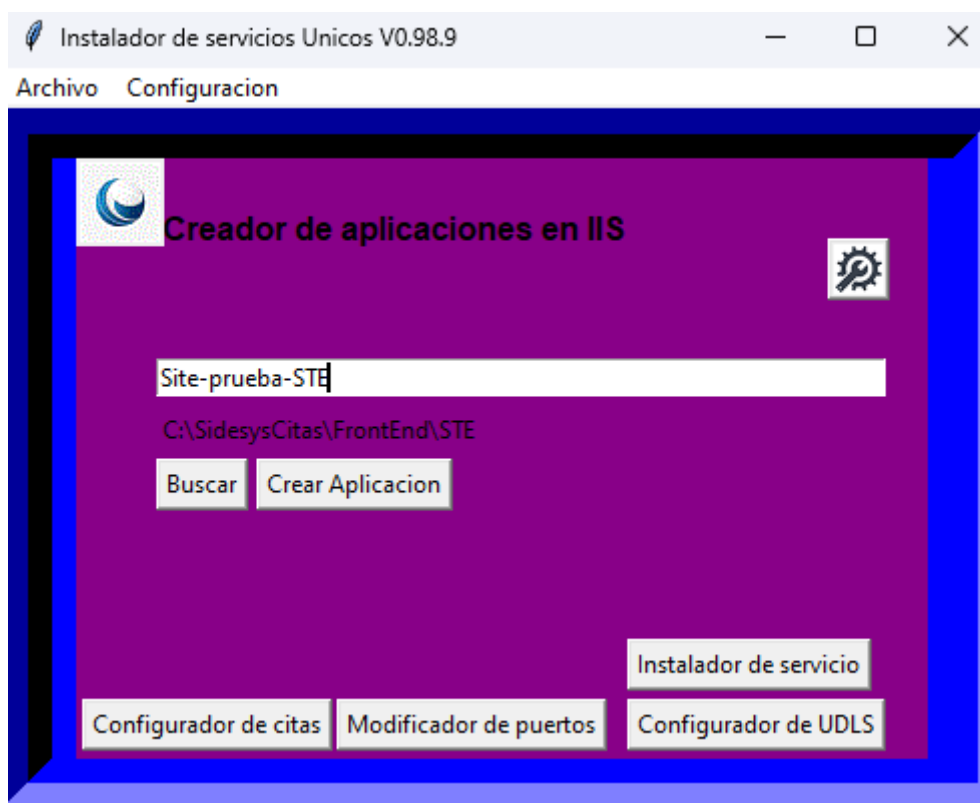 Instalador de servicios Unicos V0.98.9
Archivo Configuracion
Creador de aplicaciones en IIS
Site-prueba-STE
C:\SidesysCitas\FrontEnd\STE
Buscar Crear Aplicacion
Instalador de servicio
Configurador de citas Modificador de puertos Configurador de UDLS